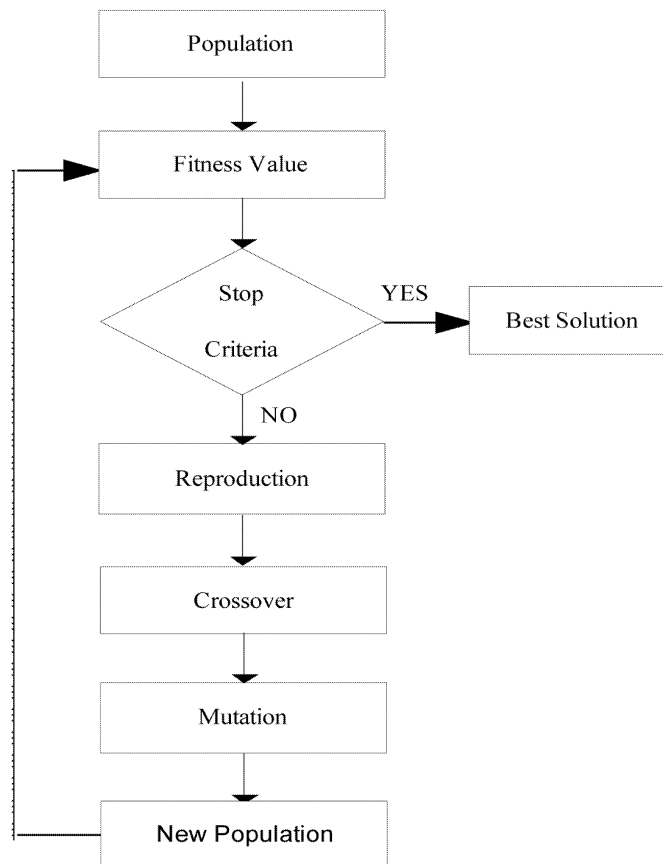 Population
Fitness Value
Stop
Criteria
YES
Best Solution
NO
Reproduction
Crossover
Mutation
New Population